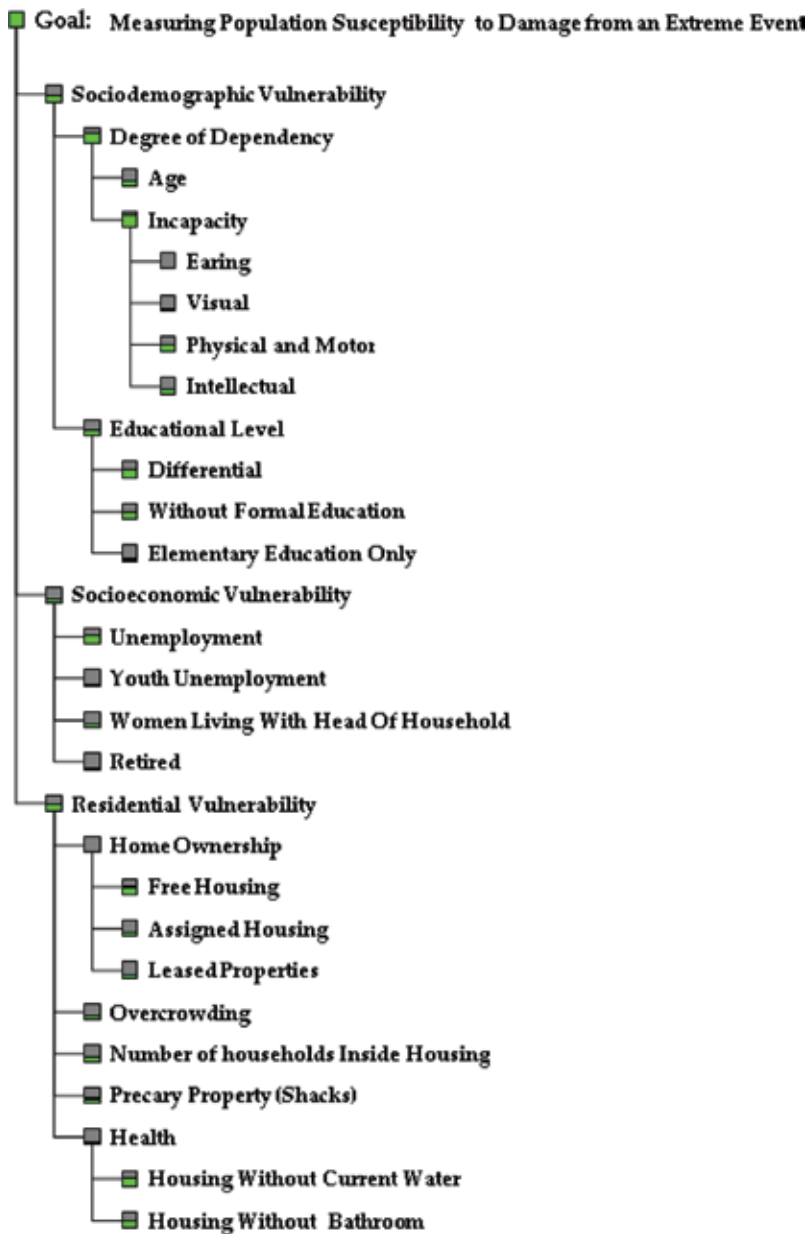 Goal: Measuring Population Susceptibility to Damage from an Extreme Event
Sociodemographic Vulnerability
Degree of Dependency
Age
Incapacity
Earing
Visual
Physical and Motor
Intellectual
Educational Level
Differential
Without Formal Education
Elementary Education Only
Socioeconomic Vulnerability
Unemployment
Youth Unemployment
Women Living With Head Of Household
Retired
Residential Vulnerability
Home Ownership
Free Housing
Assigned Housing
Leased Properties
Overcrowding
Number of households Inside Housing
Precary Property (Shacks)
Health
Housing Without Current Water
Housing Without Bathroom